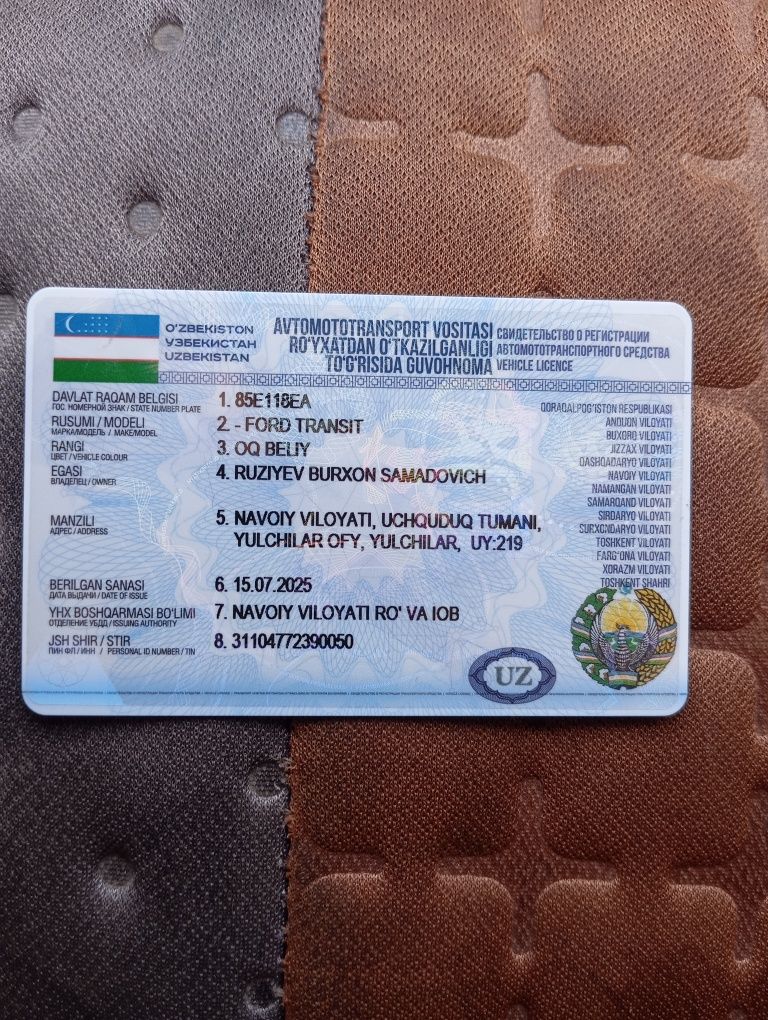 O'ZBEKISTON
УЗБЕКИСТАН
UZBEKISTAN
AVTOMOTOTRANSPORT VOSITASI
RO'YXATDAN O'TKAZILGANLIGI
TO'G'RISIDA GUVOHNOMA
СВИДЕТЕЛЬСТВО О РЕГИСТРАЦИИ
АВТОМОТОТРАНСПОРТНОГО СРЕДСТВА
VEHICLE LICENCE
DAVLAT RAQAM BELGISI 1. 85E118EA
ГОС. НОМЕРНОЙ ЗНАК / STATE NUMBER PLATE
RUSUMI / MODELI 2. - FORD TRANSIT
МАРКА/МОДЕЛЬ / MAKE/MODEL
RANGI 3. OQ BELIY
ЦВЕТ / VEHICLE COLOUR
EGASI 4. RUZIYEV BURXON SAMADOVICH
ВЛАДЕЛЕЦ / OWNER
MANZILI 5. NAVOIY VILOYATI, UCHQUDUQ TUMANI,
АДРЕС / ADDRESS YULCHILAR OFY, YULCHILAR, UY:219
BERILGAN SANASI 6. 15.07.2025
ДАТА ВЫДАЧИ / DATE OF ISSUE
YHX BOSHQARMASI BO'LIMI 7. NAVOIY VILOYATI RO' VA IOB
ОТДЕЛЕНИЕ УБДД / ISSUING AUTHORITY
JSH SHIR / STIR 8. 31104772390050
ПИН ФЛ / ИНН / PERSONAL ID NUMBER / TIN
QORAQALPOG'ISTON RESPUBLIKASI
ANDIJON VILOYATI
BUXORO VILOYATI
JIZZAX VILOYATI
QASHQADARYO VILOYATI
NAVOIY VILOYATI
NAMANGAN VILOYATI
SAMARQAND VILOYATI
SIRDARYO VILOYATI
SURXONDARYO VILOYATI
TOSHKENT VILOYATI
FARG'ONA VILOYATI
XORAZM VILOYATI
TOSHKENT SHAHRI
UZ